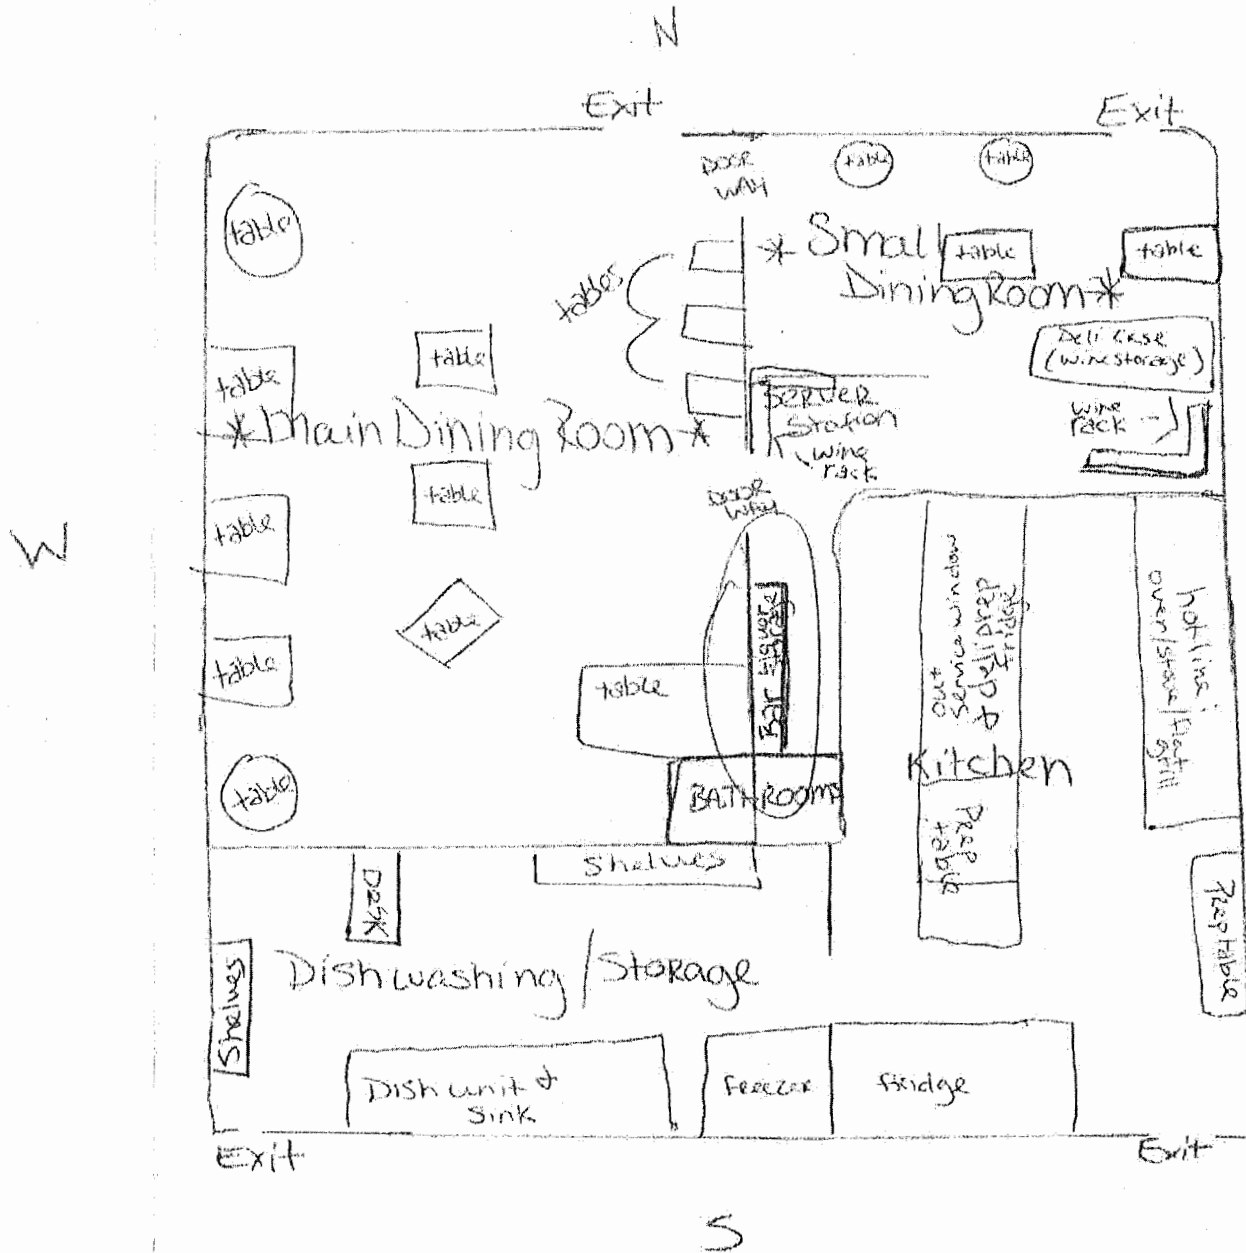 N
Exit
Exit
DOOR
WAY
table
table
table
* Small
table
table
Dining Room *
tables
Deli Case
(wine storage)
table
table
SERVER
Station
wine
rack
wine
rack
* Main Dining Room *
table
DOOR
WAY
table
W
out
service window
Deli prep &
fridge
hotline:
oven/stove/flat
grill
Bar liquor
storage
table
table
table
Kitchen
table
BATHROOMS
Prep
table
Shelves
DESK
Prep table
Dishwashing/Storage
Shelves
Dish unit &
Sink
Freezer
fridge
Exit
Exit
S